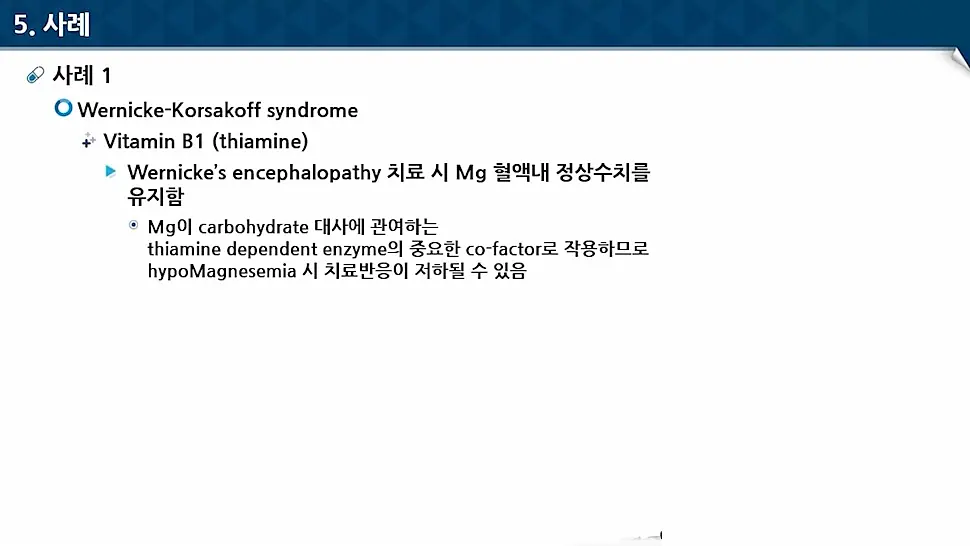 5. 사례
사례 1
Wernicke-Korsakoff syndrome
Vitamin B1 (thiamine)
Wernicke's encephalopathy 치료 시 Mg 혈액내 정상수치를
유지함
Mg이 carbohydrate 대사에 관여하는
thiamine dependent enzyme의 중요한 co-factor로 작용하므로
hypoMagnesemia 시 치료반응이 저하될 수 있음